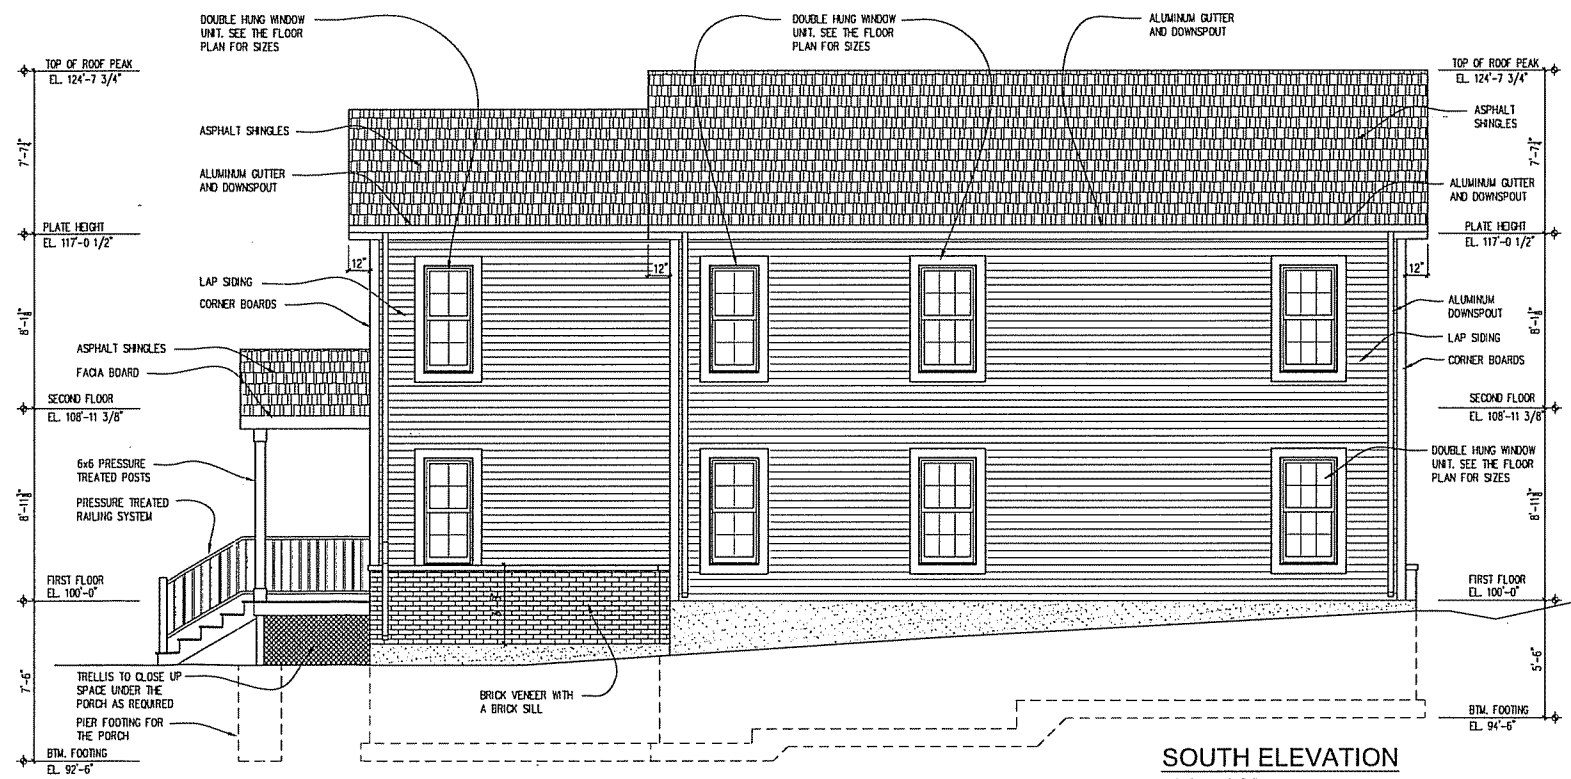 DOUBLE HUNG WINDOW
UNIT. SEE THE FLOOR
PLAN FOR SIZES
DOUBLE HUNG WINDOW
UNIT. SEE THE FLOOR
PLAN FOR SIZES
ALUMINUM GUTTER
AND DOWNSPOUT
TOP OF ROOF PEAK
EL. 124'-7 3/4"
TOP OF ROOF PEAK
EL. 124'-7 3/4"
ASPHALT SHINGLES
ASPHALT
SHINGLES
7'-7¼"
7'-7¼"
ALUMINUM GUTTER
AND DOWNSPOUT
ALUMINUM GUTTER
AND DOWNSPOUT
PLATE HEIGHT
EL. 117'-0 1/2"
PLATE HEIGHT
EL. 117'-0 1/2"
12"
12"
12"
LAP SIDING
CORNER BOARDS
ALUMINUM
DOWNSPOUT
LAP SIDING
CORNER BOARDS
8'-1⅛"
8'-1⅛"
ASPHALT SHINGLES
FACIA BOARD
SECOND FLOOR
EL. 108'-11 3/8"
SECOND FLOOR
EL. 108'-11 3/8"
6x6 PRESSURE
TREATED POSTS
DOUBLE HUNG WINDOW
UNIT. SEE THE FLOOR
PLAN FOR SIZES
PRESSURE TREATED
RAILING SYSTEM
8'-11⅜"
8'-11⅜"
FIRST FLOOR
EL. 100'-0"
FIRST FLOOR
EL. 100'-0"
7'-6"
5'-6"
TRELLIS TO CLOSE UP
SPACE UNDER THE
PORCH AS REQUIRED
BRICK VENEER WITH
A BRICK SILL
PIER FOOTING FOR
THE PORCH
BTM. FOOTING
EL. 92'-6"
BTM. FOOTING
EL. 94'-6"
SOUTH ELEVATION